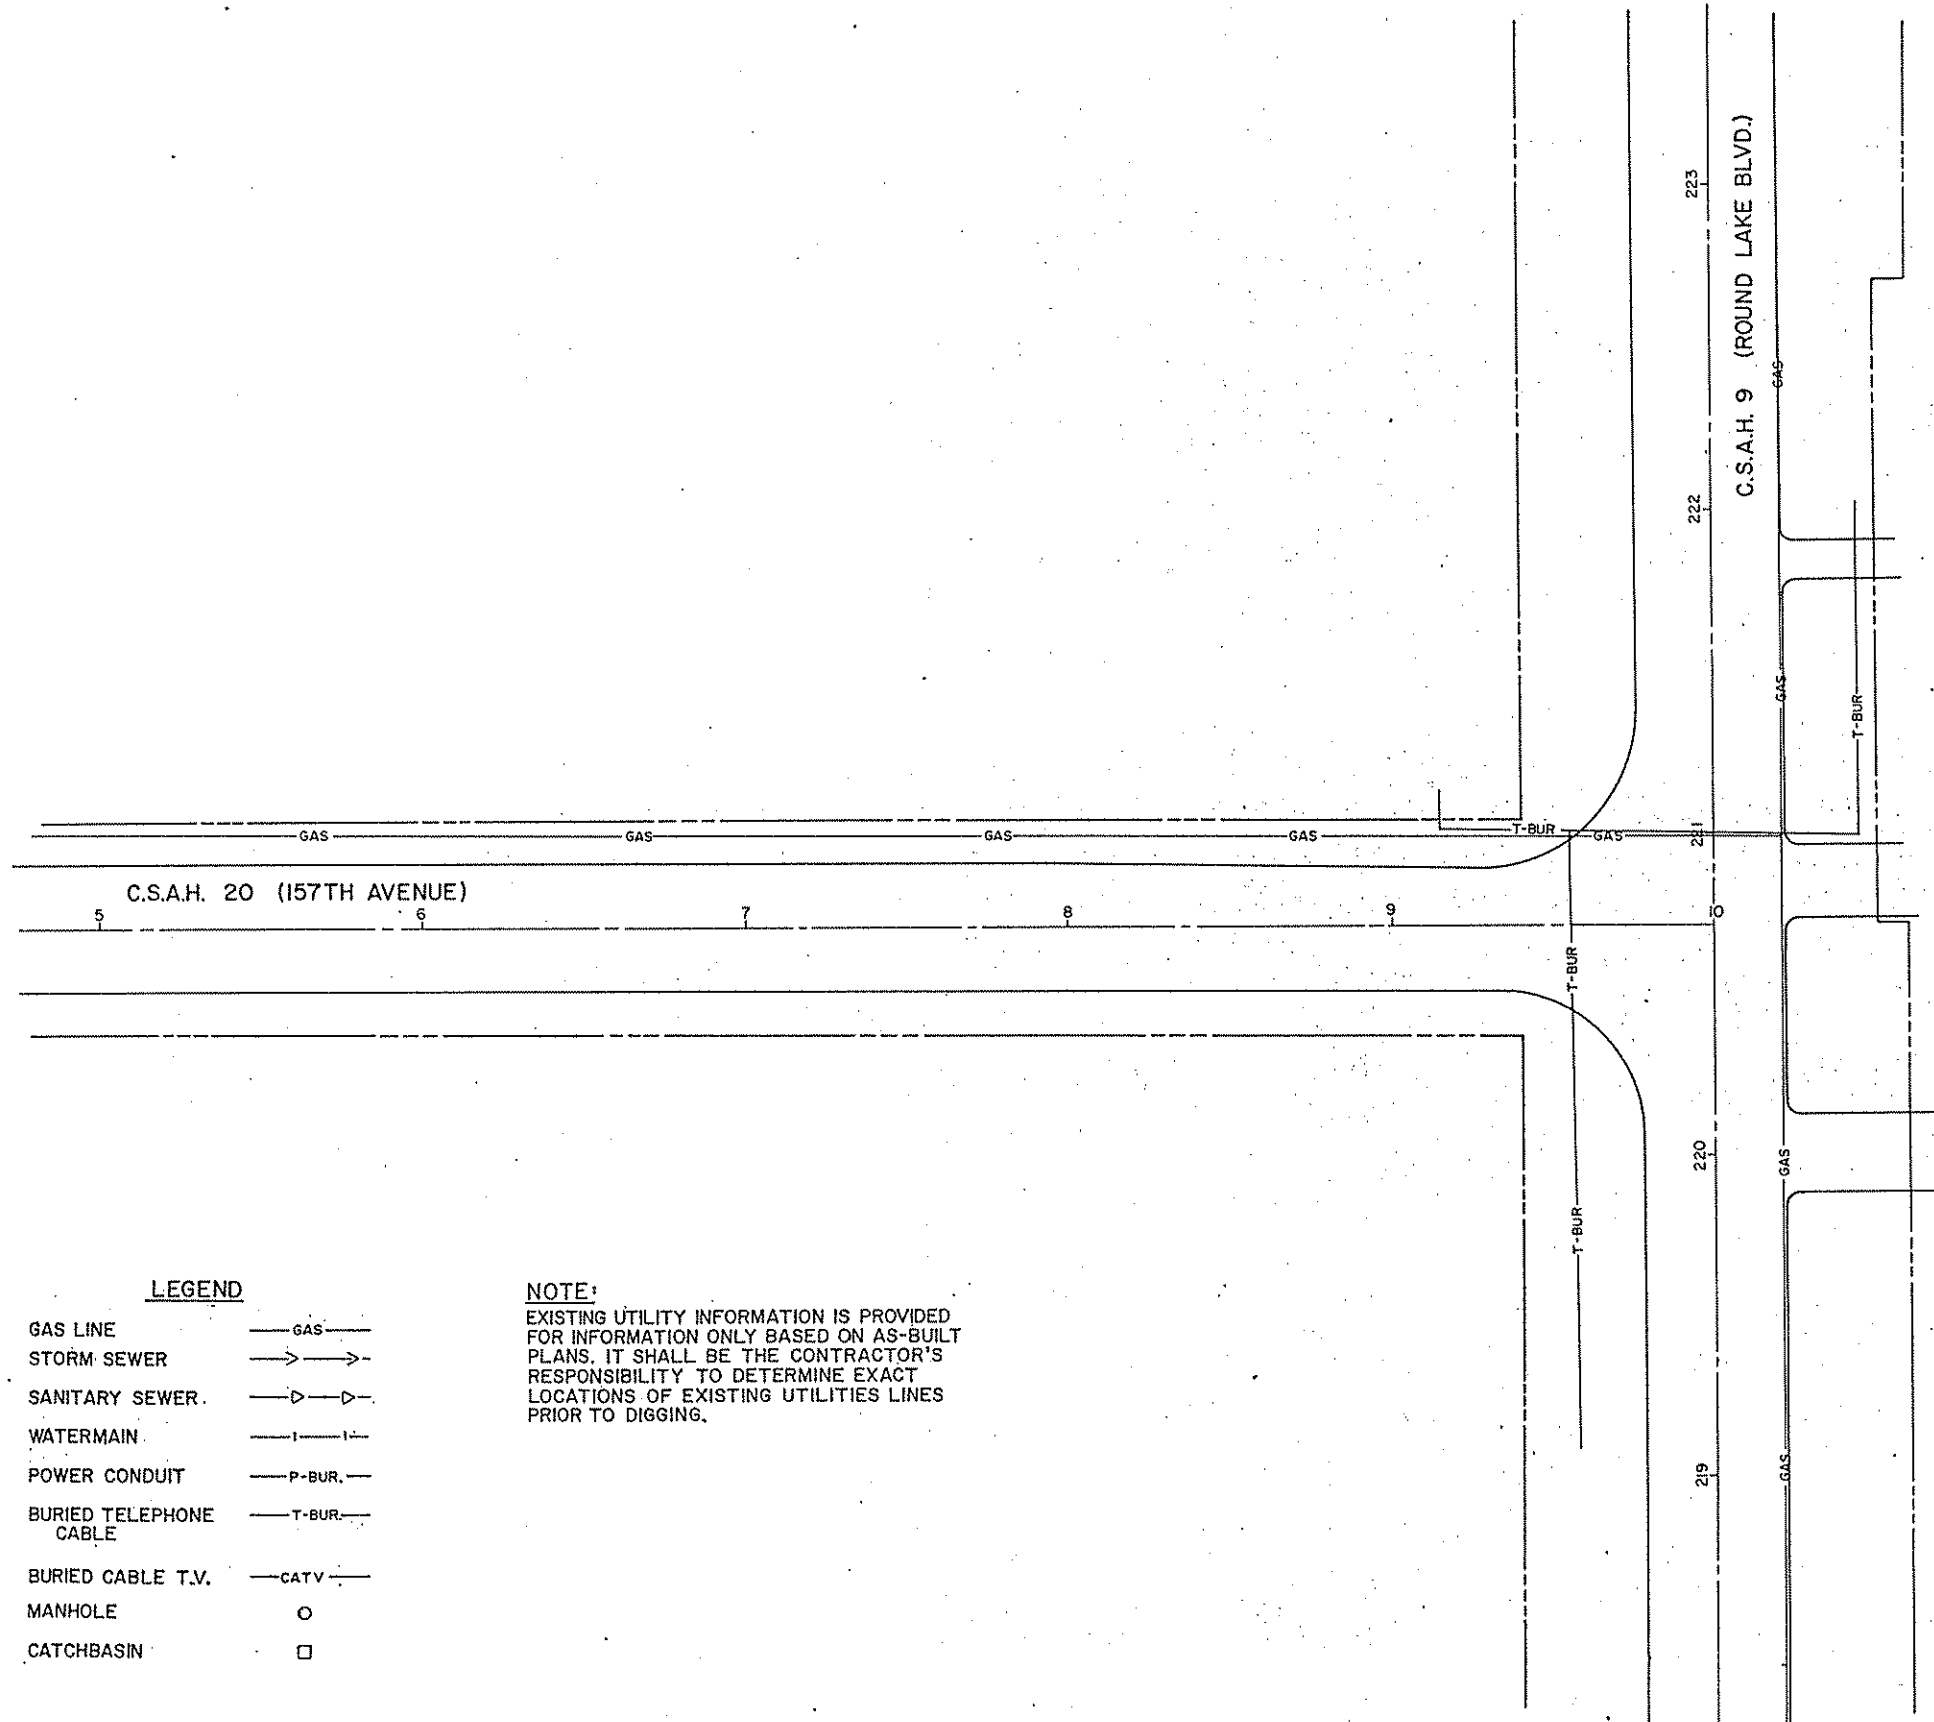 223
C.S.A.H. 9 (ROUND LAKE BLVD.)
GAS
222
GAS
T-BUR
GAS
GAS
GAS
GAS
T-BUR
GAS
221
C.S.A.H. 20 (157TH AVENUE)
5
6
7
8
9
10
T-BUR
220
GAS
T-BUR
219
GAS
LEGEND
GAS LINE GAS
STORM SEWER
SANITARY SEWER.
WATERMAIN
POWER CONDUIT P-BUR.
BURIED TELEPHONE T-BUR.
CABLE
BURIED CABLE T.V. CATV
MANHOLE
CATCHBASIN
NOTE:
EXISTING UTILITY INFORMATION IS PROVIDED
FOR INFORMATION ONLY BASED ON AS-BUILT
PLANS. IT SHALL BE THE CONTRACTOR'S
RESPONSIBILITY TO DETERMINE EXACT
LOCATIONS OF EXISTING UTILITIES LINES
PRIOR TO DIGGING.